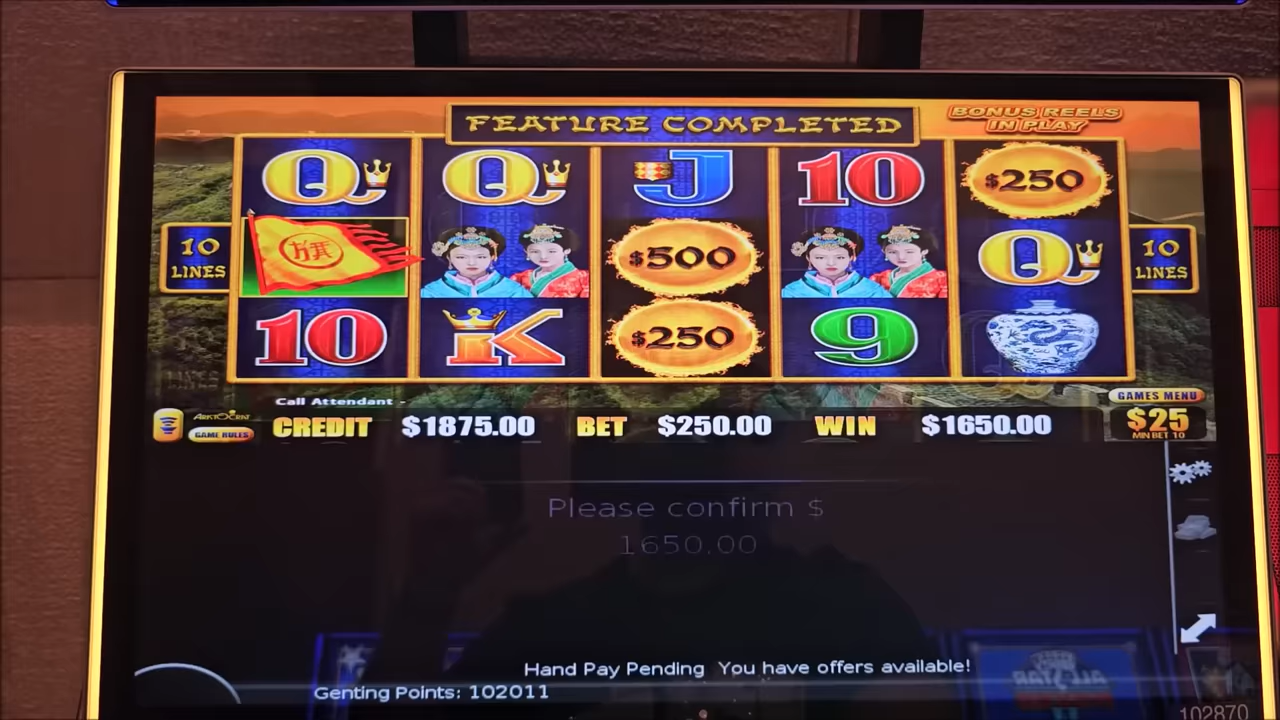 FEATURE COMPLETED
BONUS REELS
IN PLAY
Q
Q
J
10
$250
10
LINES
$500
Q
10
LINES
10
K
$250
9
Call Attendant -
GAMES MENU
ARISTOCRAT
GAME RULES
CREDIT $1875.00 BET $250.00 WIN $1650.00
$25
MIN BET 10
Please confirm $
1650.00
Hand Pay Pending You have offers available!
Genting Points: 102011
102870